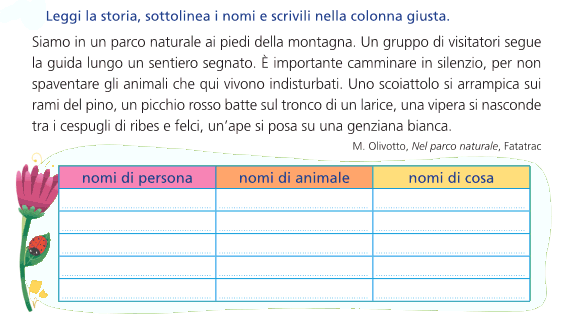 Leggi la storia, sottolinea i nomi e scrivili nella colonna giusta.
Siamo in un parco naturale ai piedi della montagna. Un gruppo di visitatori segue
la guida lungo un sentiero segnato. È importante camminare in silenzio, per non
spaventare gli animali che qui vivono indisturbati. Uno scoiattolo si arrampica sui
rami del pino, un picchio rosso batte sul tronco di un larice, una vipera si nasconde
tra i cespugli di ribes e felci, un'ape si posa su una genziana bianca.
M. Olivotto, Nel parco naturale, Fatatrac
nomi di persona nomi di animale nomi di cosa